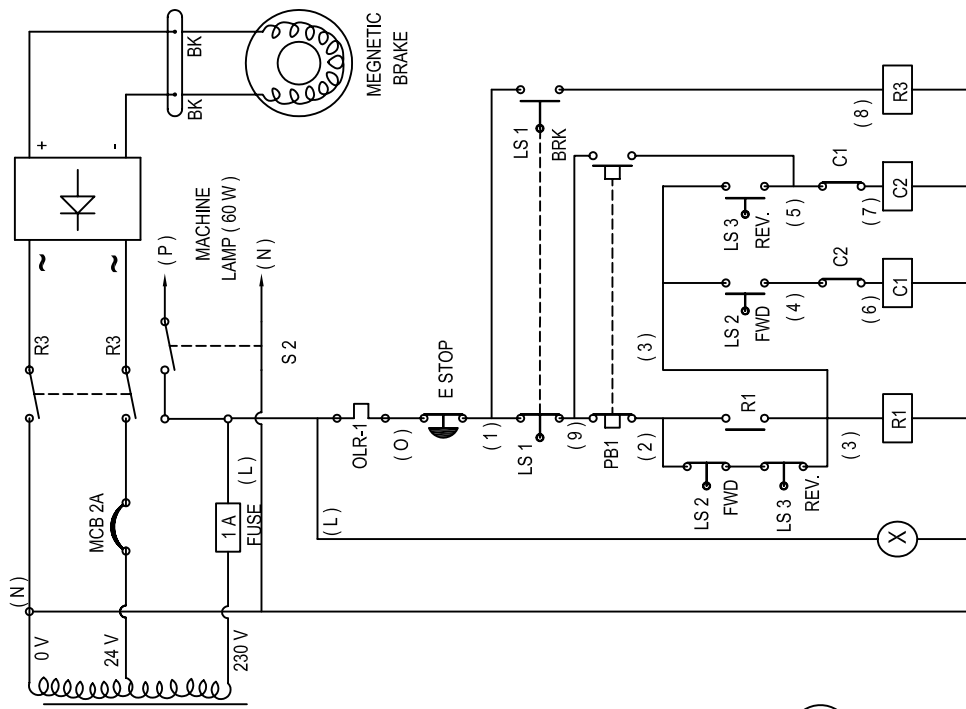 MEGNETIC
BRAKE
BK
BK
+
-
~
~
R3
R3
( P )
MACHINE
LAMP ( 60 W )
( N )
S 2
MCB 2A
( N )
0 V
24 V
230 V
1 A
FUSE
( L )
( L )
OLR-1
( O )
E STOP
( 1 )
LS 1
LS 1
BRK
( 9 )
PB1
( 2 )
( 3 )
R1
LS 2
FWD
LS 3
REV.
( 3 )
R1
LS 2
FWD
( 4 )
C2
( 6 )
C1
LS 3
REV.
( 5 )
C1
( 7 )
C2
( 8 )
R3
X